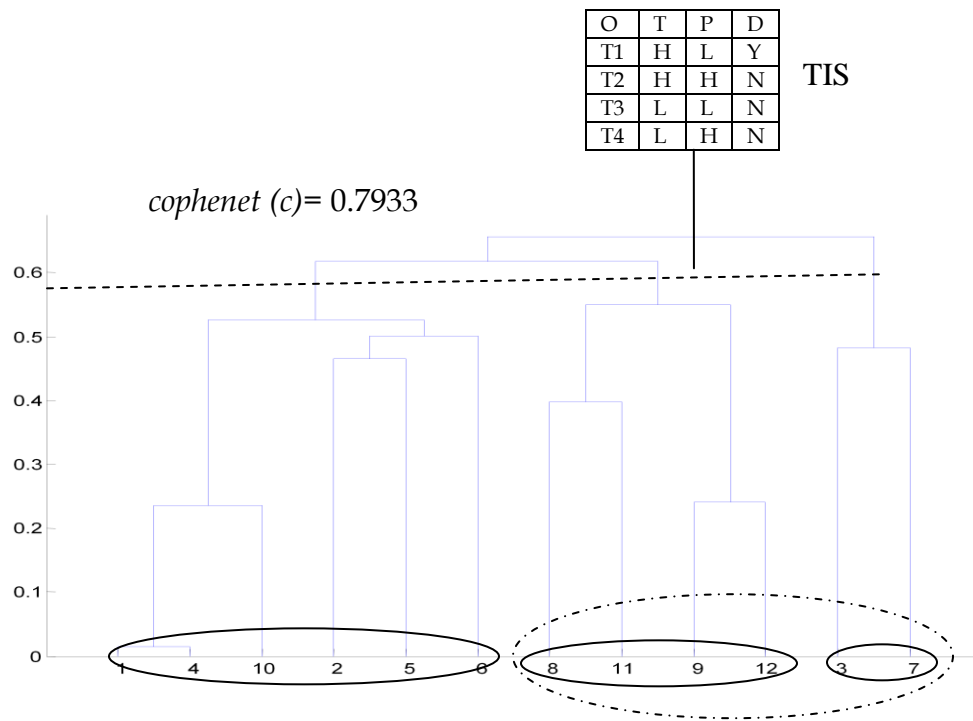 O T P D
T1 H L Y
T2 H H N
T3 L L N
T4 L H N
TIS
cophenet (c)= 0.7933
0.6
0.5
0.4
0.3
0.2
0.1
0
1 4 10 2 5 6 8 11 9 12 3 7